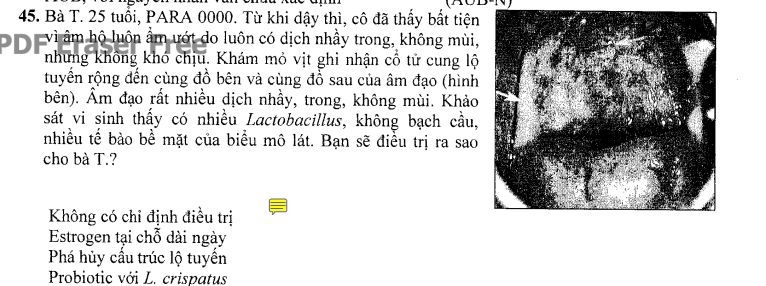 (AUB-N)
45. Bà T. 25 tuổi, PARA 0000. Từ khi dậy thì, cô đã thấy bất tiện
PDF Eraser Free
vì âm hộ luôn ẩm ướt do luôn có dịch nhầy trong, không mùi,
nhưng không khó chịu. Khám mỏ vịt ghi nhận cổ tử cung lộ
tuyến rộng đến cùng đồ bên và cùng đồ sau của âm đạo (hình
bên). Âm đạo rất nhiều dịch nhầy, trong, không mùi. Khảo
sát vi sinh thấy có nhiều Lactobacillus, không bạch cầu,
nhiều tế bào bề mặt của biểu mô lát. Bạn sẽ điều trị ra sao
cho bà T.?
Không có chỉ định điều trị
Estrogen tại chỗ dài ngày
Phá hủy cấu trúc lộ tuyến
Probiotic với L. crispatus